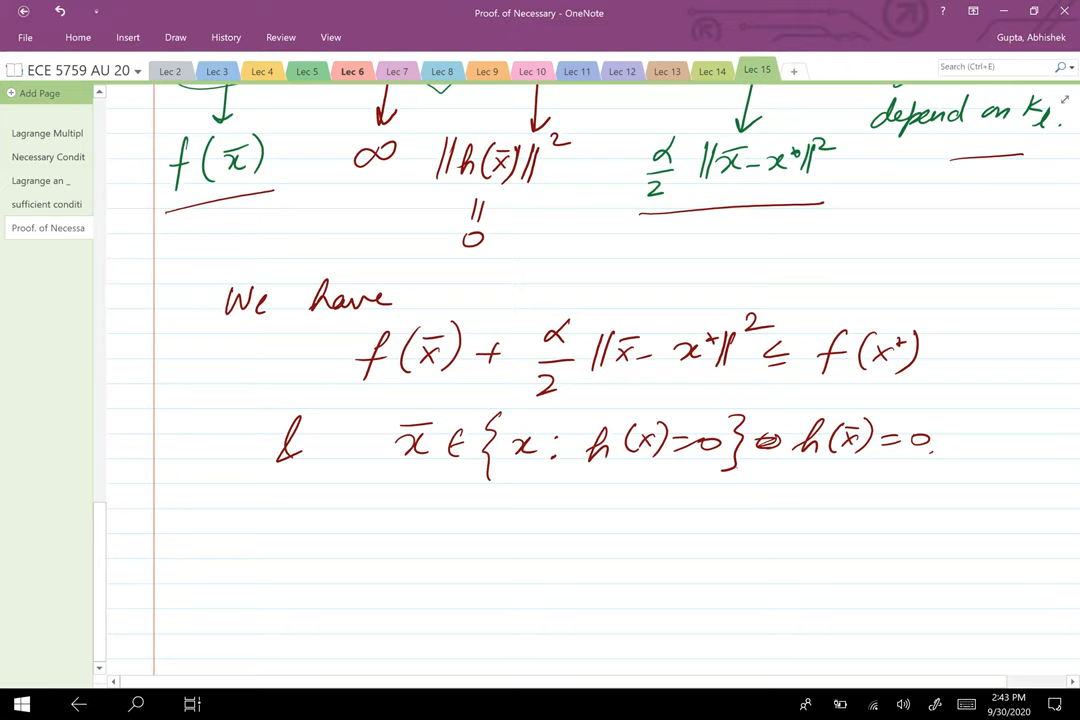 Proof. of Necessary - OneNote
?
File Home Insert Draw History Review View Gupta, Abhishek
ECE 5759 AU 20 Lec 2 Lec 3 Lec 4 Lec 5 Lec 6 Lec 7 Lec 8 Lec 9 Lec 10 Lec 11 Lec 12 Lec 13 Lec 14 Lec 15 + Search (Ctrl+E)
Add Page
Lagrange Multipl
Necessary Condit
Lagrange an _
sufficient conditi
Proof. of Necessa
depend on k_l.
f(x̄) ∞ ||h(x̄)||² α/2 ||x̄ - x*||²
||
0
We have
f(x̄) + α/2 ||x̄ - x*||² ≤ f(x*)
& x̄ ∈ {x : h(x) = 0} h(x̄) = 0.
2:43 PM
9/30/2020